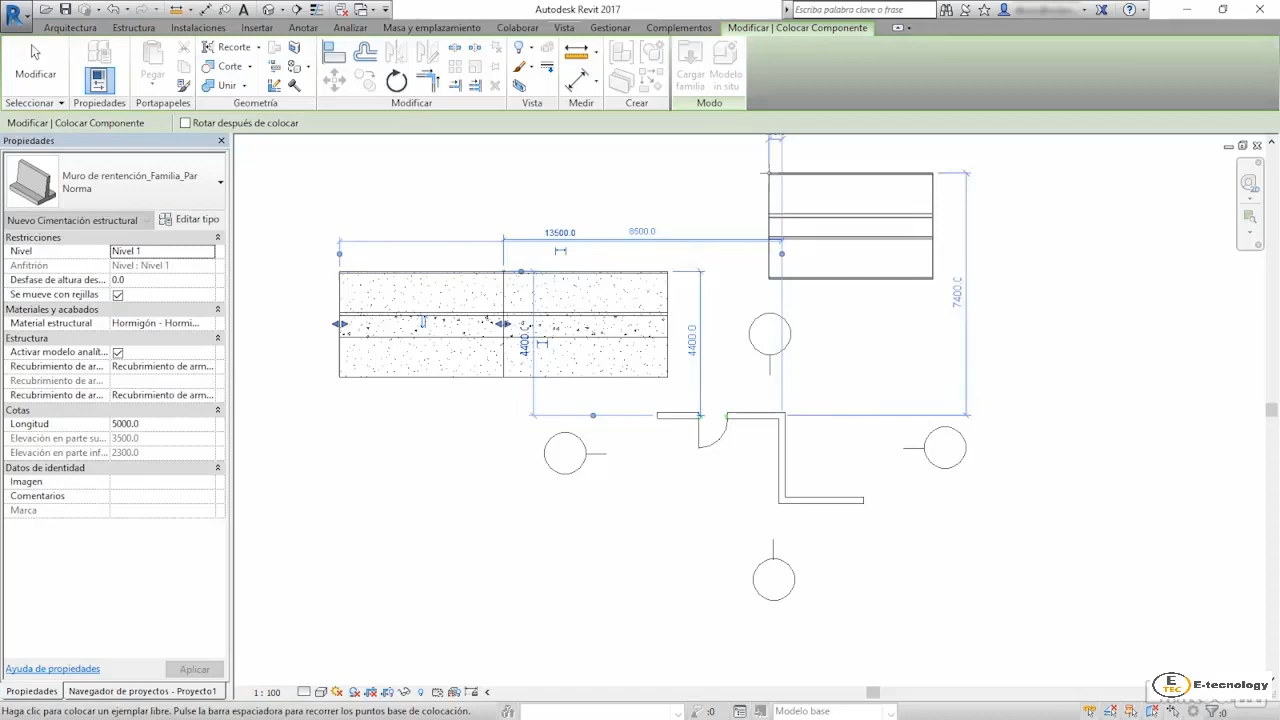 Autodesk Revit 2017
Escriba palabra clave o frase
Arquitectura Estructura Instalaciones Insertar Anotar Analizar Masa y emplazamiento Colaborar Vista Gestionar Complementos Modificar | Colocar Componente
Modificar
Pegar
Recorte
Corte
Unir
Cargar familia
Modelo in situ
Seleccionar Propiedades Portapapeles Geometría Modificar Vista Medir Crear Modo
Modificar | Colocar Componente
Rotar después de colocar
Propiedades
Muro de rentención_Familia_Par
Norma
Nuevo Cimentación estructural
Editar tipo
Restricciones
Nivel Nivel 1
Anfitrión Nivel : Nivel 1
Desfase de altura des... 0.0
Se mueve con rejillas
Materiales y acabados
Material estructural Hormigón - Hormi...
Estructura
Activar modelo analít...
Recubrimiento de ar... Recubrimiento de arm...
Recubrimiento de ar...
Recubrimiento de ar... Recubrimiento de arm...
Cotas
Longitud 5000.0
Elevación en parte su... 3500.0
Elevación en parte inf... 2300.0
Datos de identidad
Imagen
Comentarios
Marca
Ayuda de propiedades
Aplicar
Propiedades Navegador de proyectos - Proyecto1
13500.0
8500.0
4400.0
4400.0
7400.0
1 : 100
E
TEC
E-tecnology
Haga clic para colocar un ejemplar libre. Pulse la barra espaciadora para recorrer los puntos base de colocación.
:0
Modelo base
:0